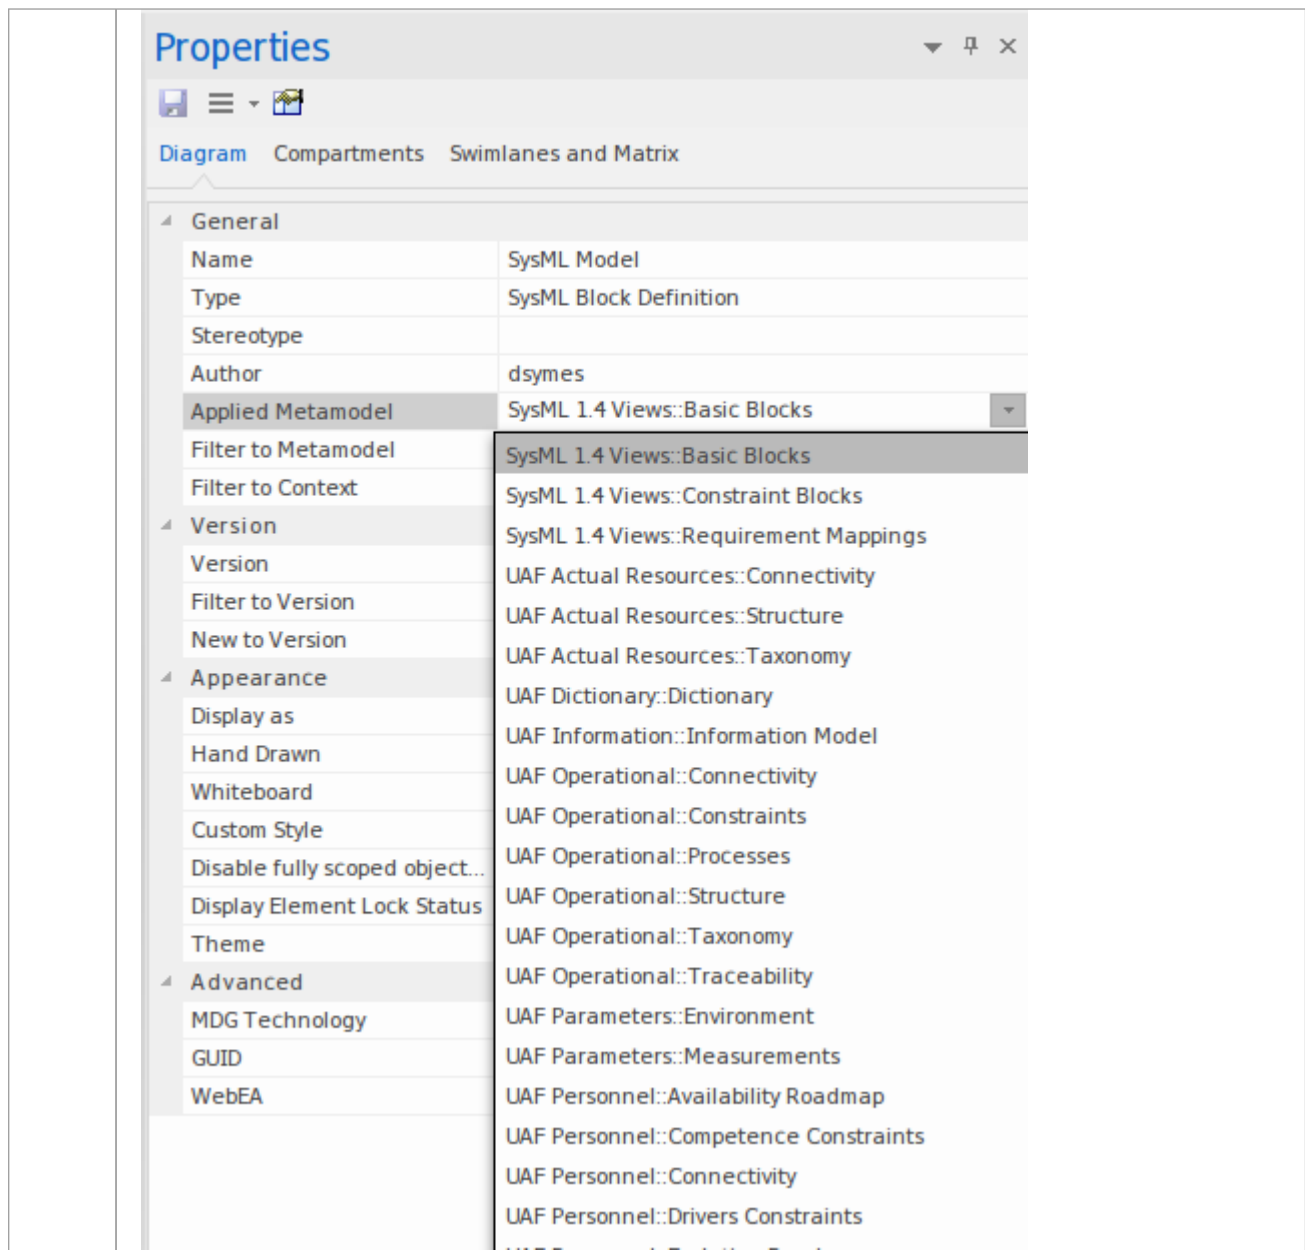 Properties
Diagram Compartments Swimlanes and Matrix
General
Name SysML Model
Type SysML Block Definition
Stereotype
Author dsymes
Applied Metamodel SysML 1.4 Views::Basic Blocks
Filter to Metamodel
Filter to Context
Version
Version
Filter to Version
New to Version
Appearance
Display as
Hand Drawn
Whiteboard
Custom Style
Disable fully scoped object...
Display Element Lock Status
Theme
Advanced
MDG Technology
GUID
WebEA
SysML 1.4 Views::Basic Blocks
SysML 1.4 Views::Constraint Blocks
SysML 1.4 Views::Requirement Mappings
UAF Actual Resources::Connectivity
UAF Actual Resources::Structure
UAF Actual Resources::Taxonomy
UAF Dictionary::Dictionary
UAF Information::Information Model
UAF Operational::Connectivity
UAF Operational::Constraints
UAF Operational::Processes
UAF Operational::Structure
UAF Operational::Taxonomy
UAF Operational::Traceability
UAF Parameters::Environment
UAF Parameters::Measurements
UAF Personnel::Availability Roadmap
UAF Personnel::Competence Constraints
UAF Personnel::Connectivity
UAF Personnel::Drivers Constraints